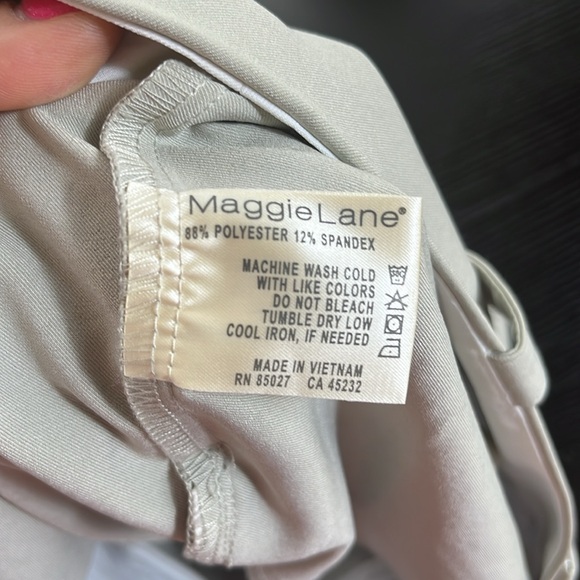 MaggieLane®
88% POLYESTER 12% SPANDEX
MACHINE WASH COLD
WITH LIKE COLORS
DO NOT BLEACH
TUMBLE DRY LOW
COOL IRON, IF NEEDED
MADE IN VIETNAM
RN 85027 CA 45232